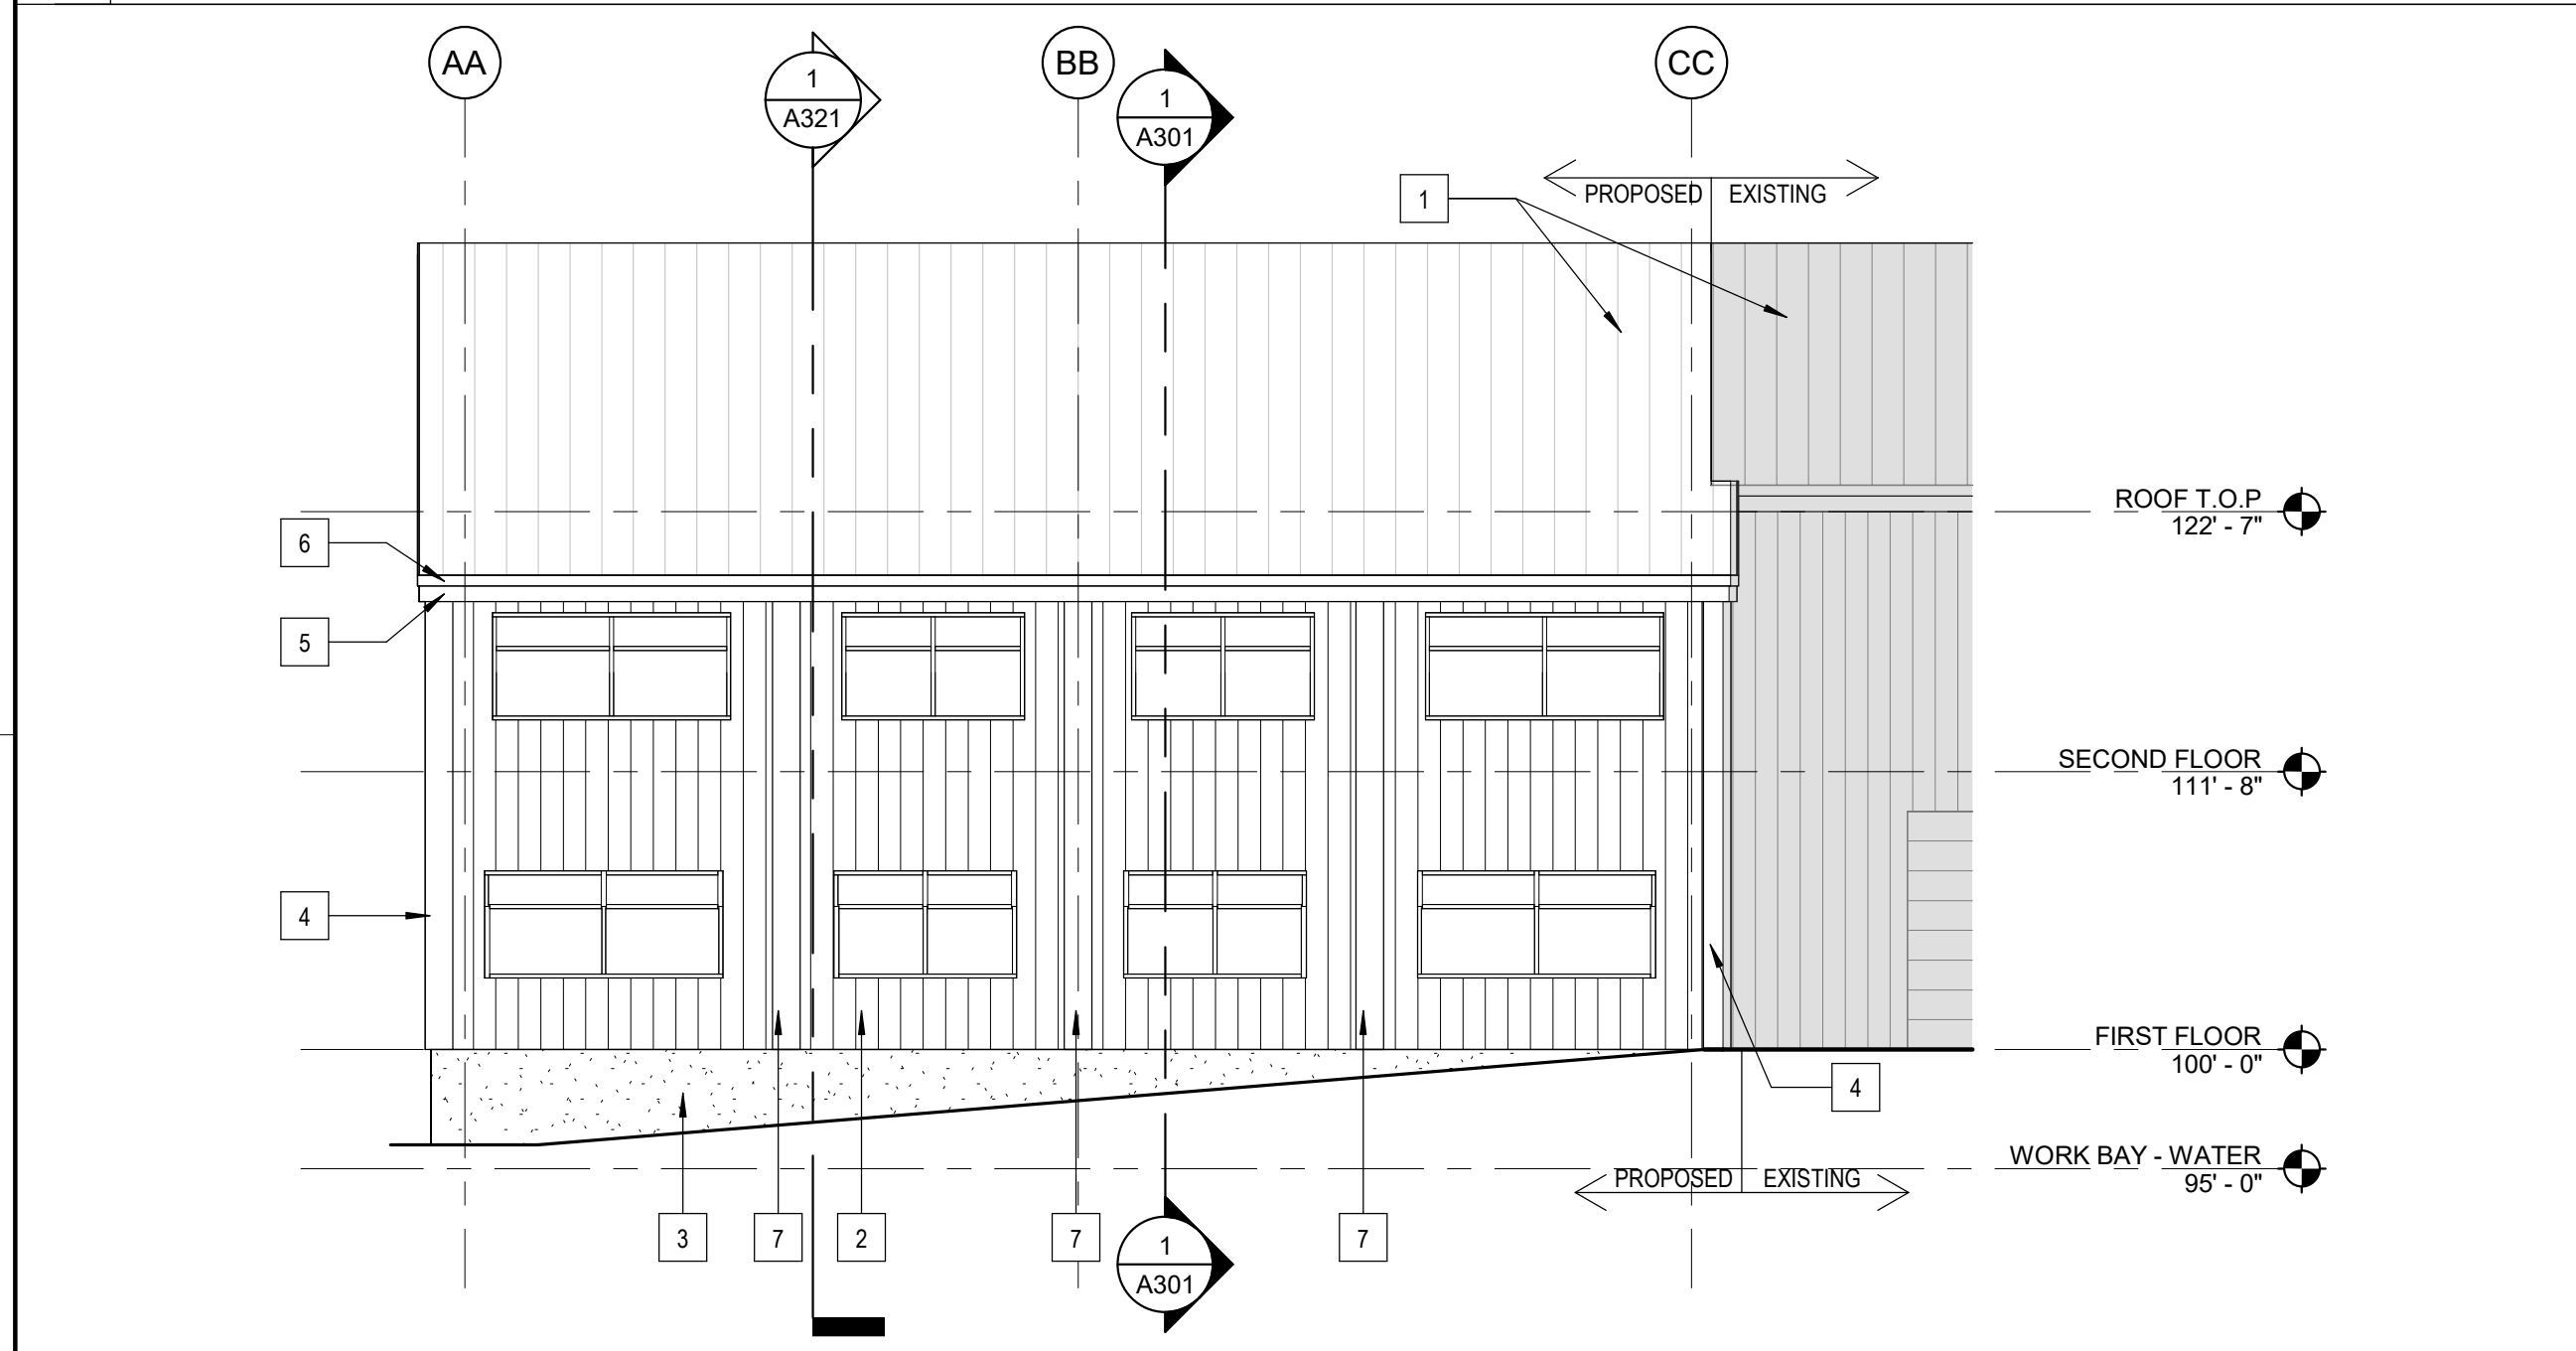 AA
1
A321
BB
1
A301
CC
PROPOSED EXISTING
1
ROOF T.O.P
122' - 7"
6
5
SECOND FLOOR
111' - 8"
4
FIRST FLOOR
100' - 0"
4
WORK BAY - WATER
95' - 0"
PROPOSED EXISTING
3
7
2
7
7
1
A301